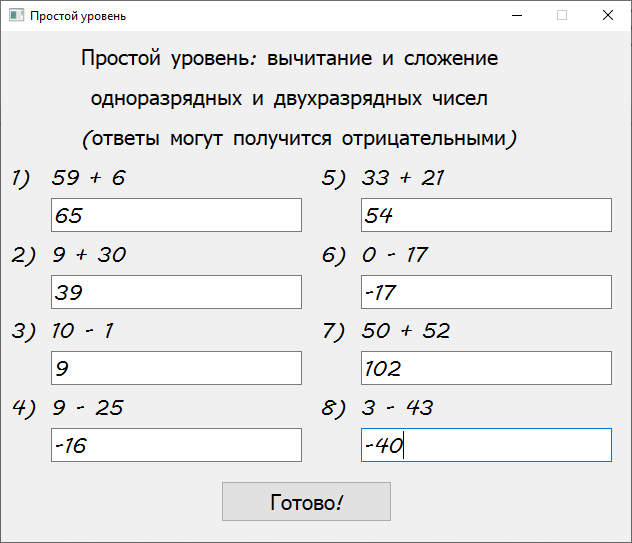 Простой уровень
Простой уровень: вычитание и сложение
одноразрядных и двухразрядных чисел
(ответы могут получится отрицательными)
1) 59 + 6
65
2) 9 + 30
39
3) 10 - 1
9
4) 9 - 25
-16
5) 33 + 21
54
6) 0 - 17
-17
7) 50 + 52
102
8) 3 - 43
-40
Готово!